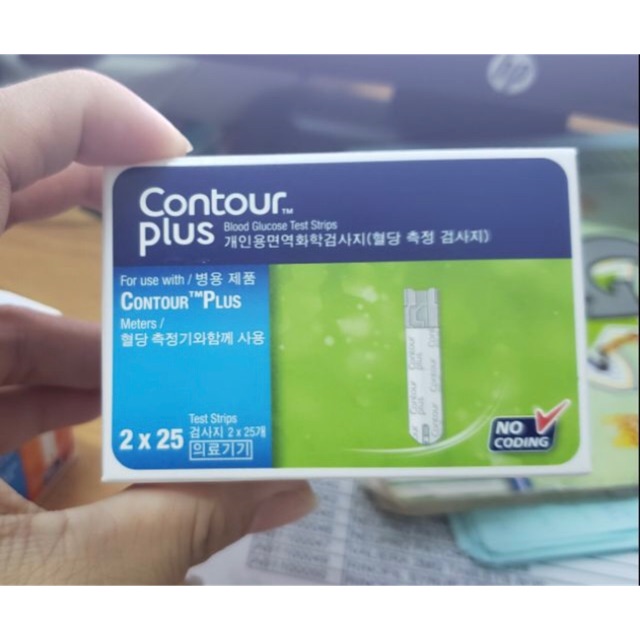 hp
Contour™
plus
Blood Glucose Test Strips
개인용면역화학검사지(혈당 측정 검사지)
For use with / 병용 제품
CONTOUR™PLUS
Meters /
혈당 측정기와함께 사용
2 x 25
Test Strips
검사지 2 x 25개
의료기기
Contour
plus
NO
CODING